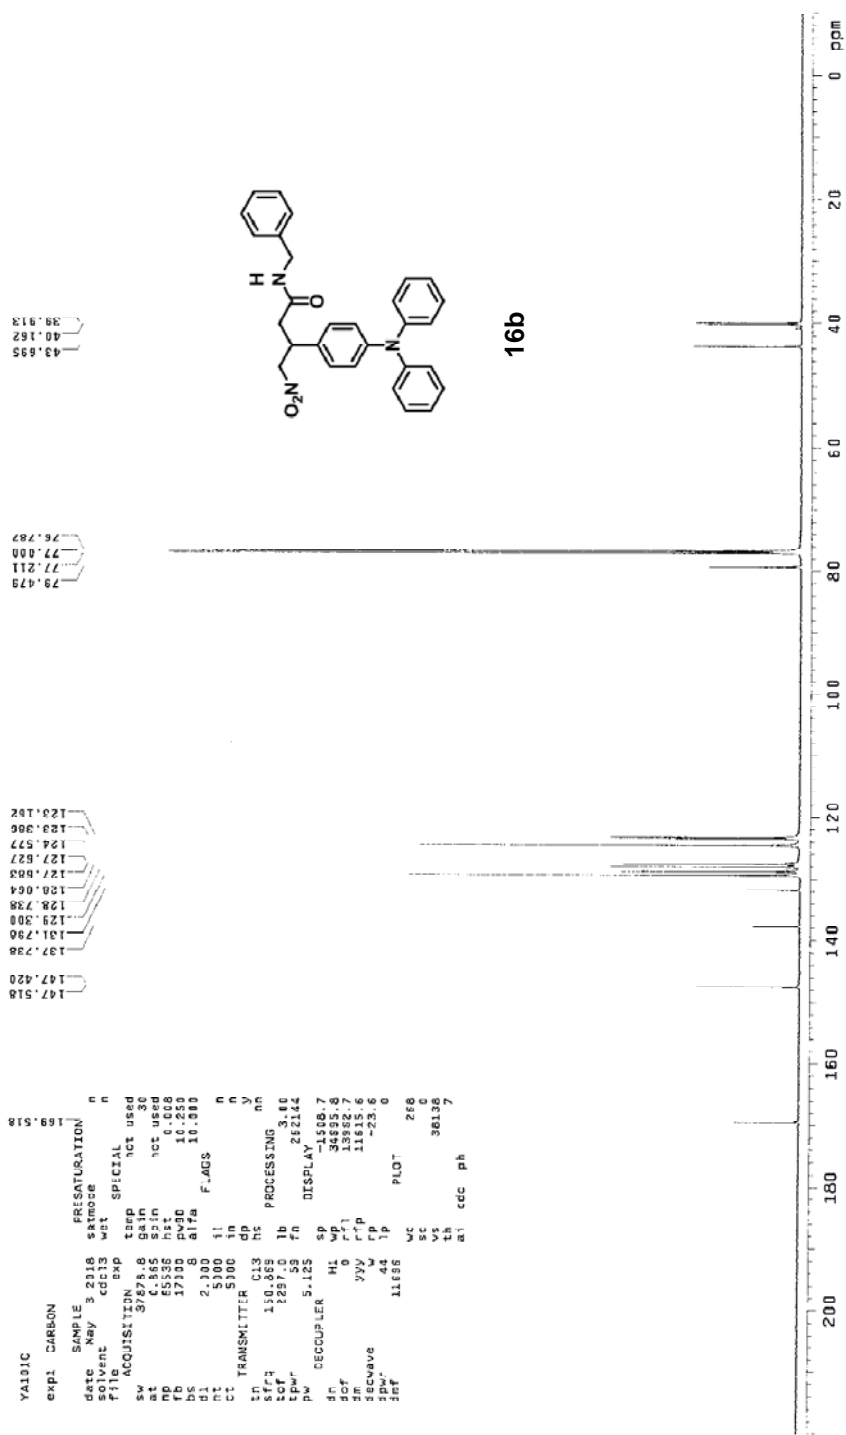 YA101C
exp1 CARBON
SAMPLE
date May 3 2018
solvent cdcl3
file exp
ACQUISITION
sw 37878.8
at 0.865
np 65536
fb 17000
bs 8
d1 2.000
nt 5000
ct 5000
TRANSMITTER
tn C13
sfrq 150.869
tof 2297.0
tpwr 59
pw 5.125
DECOUPLER
dn H1
dof 0
dm yyy
decwave w
dpwr 44
dmf 11696
PRESATURATION
satmode n
wet n
SPECIAL
temp not used
gain 30
spin not used
hst 0.008
pw90 10.250
alfa 10.000
FLAGS
il n
in n
dp y
hs nn
PROCESSING
lb 3.00
fn 262144
DISPLAY
sp -1508.7
wp 34695.8
rfl 13982.7
rfp 11615.6
rp -23.6
lp 0
PLOT
wc 268
sc 0
vs 38138
th 7
ai cdc ph
169.518
147.518
147.420
137.738
131.798
129.300
128.738
128.064
127.683
127.627
124.577
123.386
123.162
79.479
77.211
77.000
76.787
43.695
40.162
39.913
O2N
O
N
H
N
16b
200 180 160 140 120 100 80 60 40 20 0 ppm